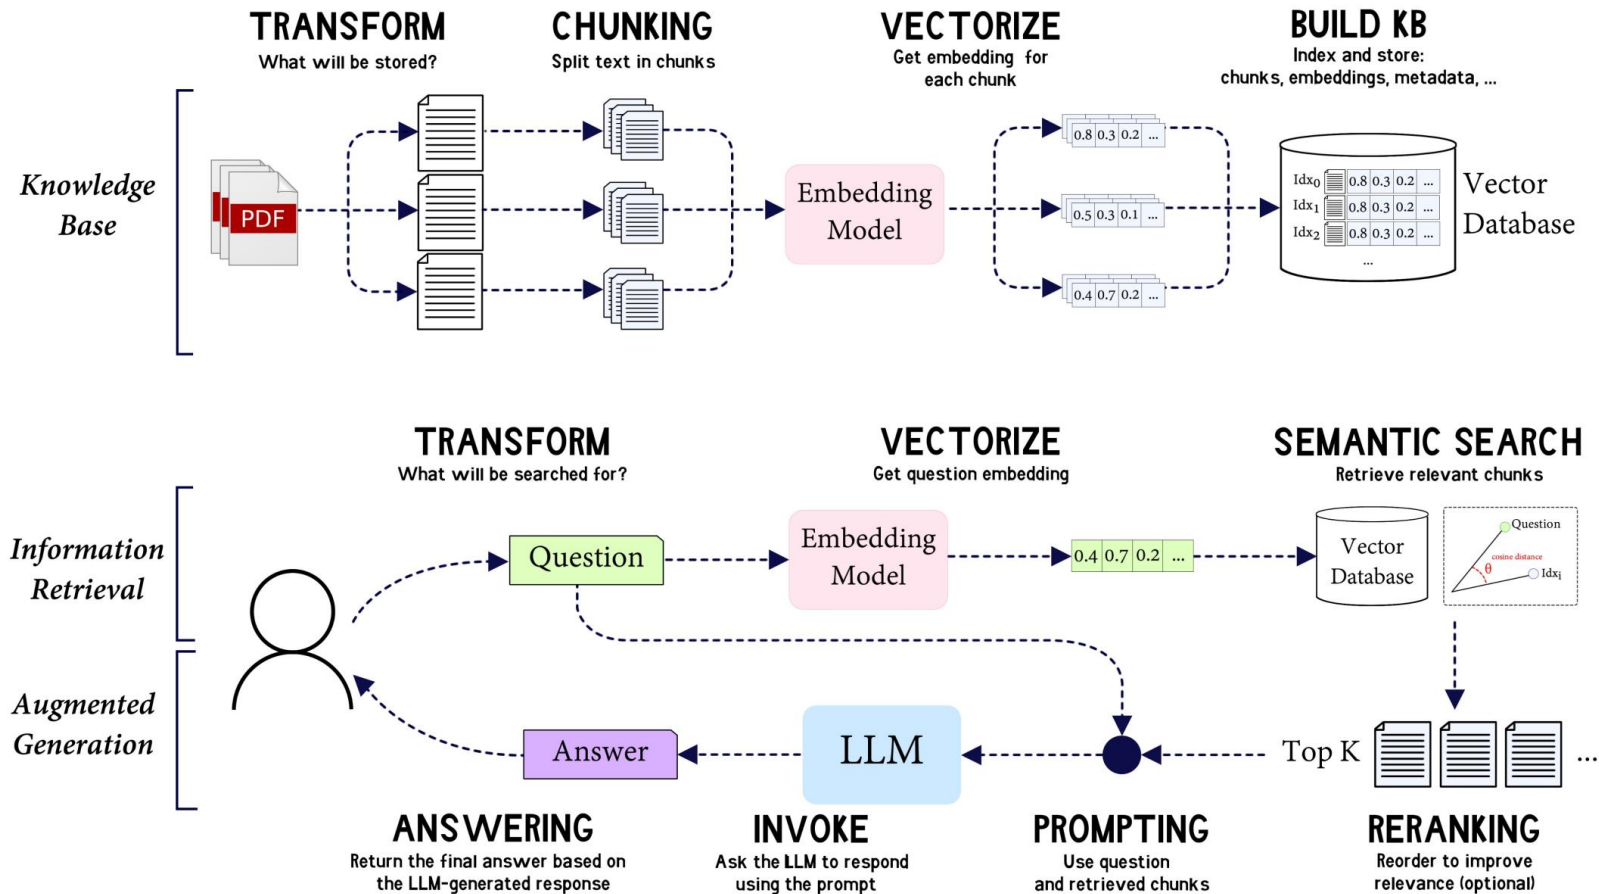 TRANSFORM
What will be stored?
CHUNKING
Split text in chunks
VECTORIZE
Get embedding for
each chunk
BUILD KB
Index and store:
chunks, embeddings, metadata, ...
Knowledge
Base
PDF
Embedding
Model
0.8 0.3 0.2 ...
0.5 0.3 0.1 ...
0.4 0.7 0.2 ...
Idx0 0.8 0.3 0.2 ...
Idx1 0.8 0.3 0.2 ...
Idx2 0.8 0.3 0.2 ...
...
Vector
Database
TRANSFORM
What will be searched for?
VECTORIZE
Get question embedding
SEMANTIC SEARCH
Retrieve relevant chunks
Information
Retrieval
Question
Embedding
Model
0.4 0.7 0.2 ...
Vector
Database
Question
cosine distance
θ
Idxi
Augmented
Generation
Answer
LLM
Top K
...
ANSWERING
Return the final answer based on
the LLM-generated response
INVOKE
Ask the LLM to respond
using the prompt
PROMPTING
Use question
and retrieved chunks
RERANKING
Reorder to improve
relevance (optional)